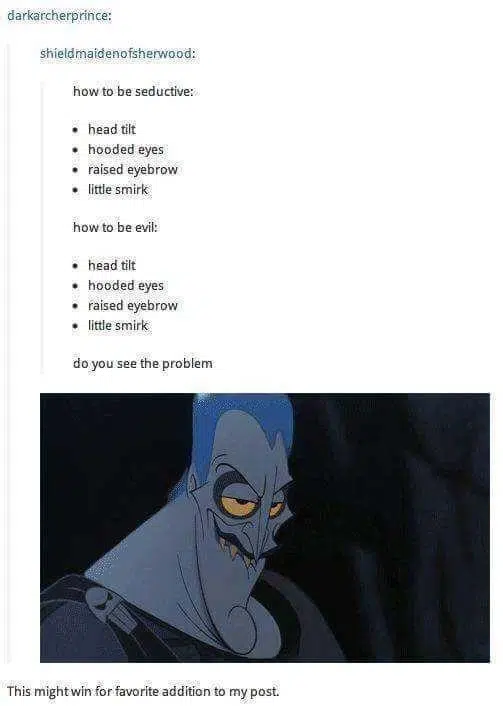 darkarcherprince:
shieldmaidenofsherwood:
how to be seductive:
• head tilt
• hooded eyes
• raised eyebrow
• little smirk
how to be evil:
• head tilt
• hooded eyes
• raised eyebrow
• little smirk
do you see the problem
This might win for favorite addition to my post.